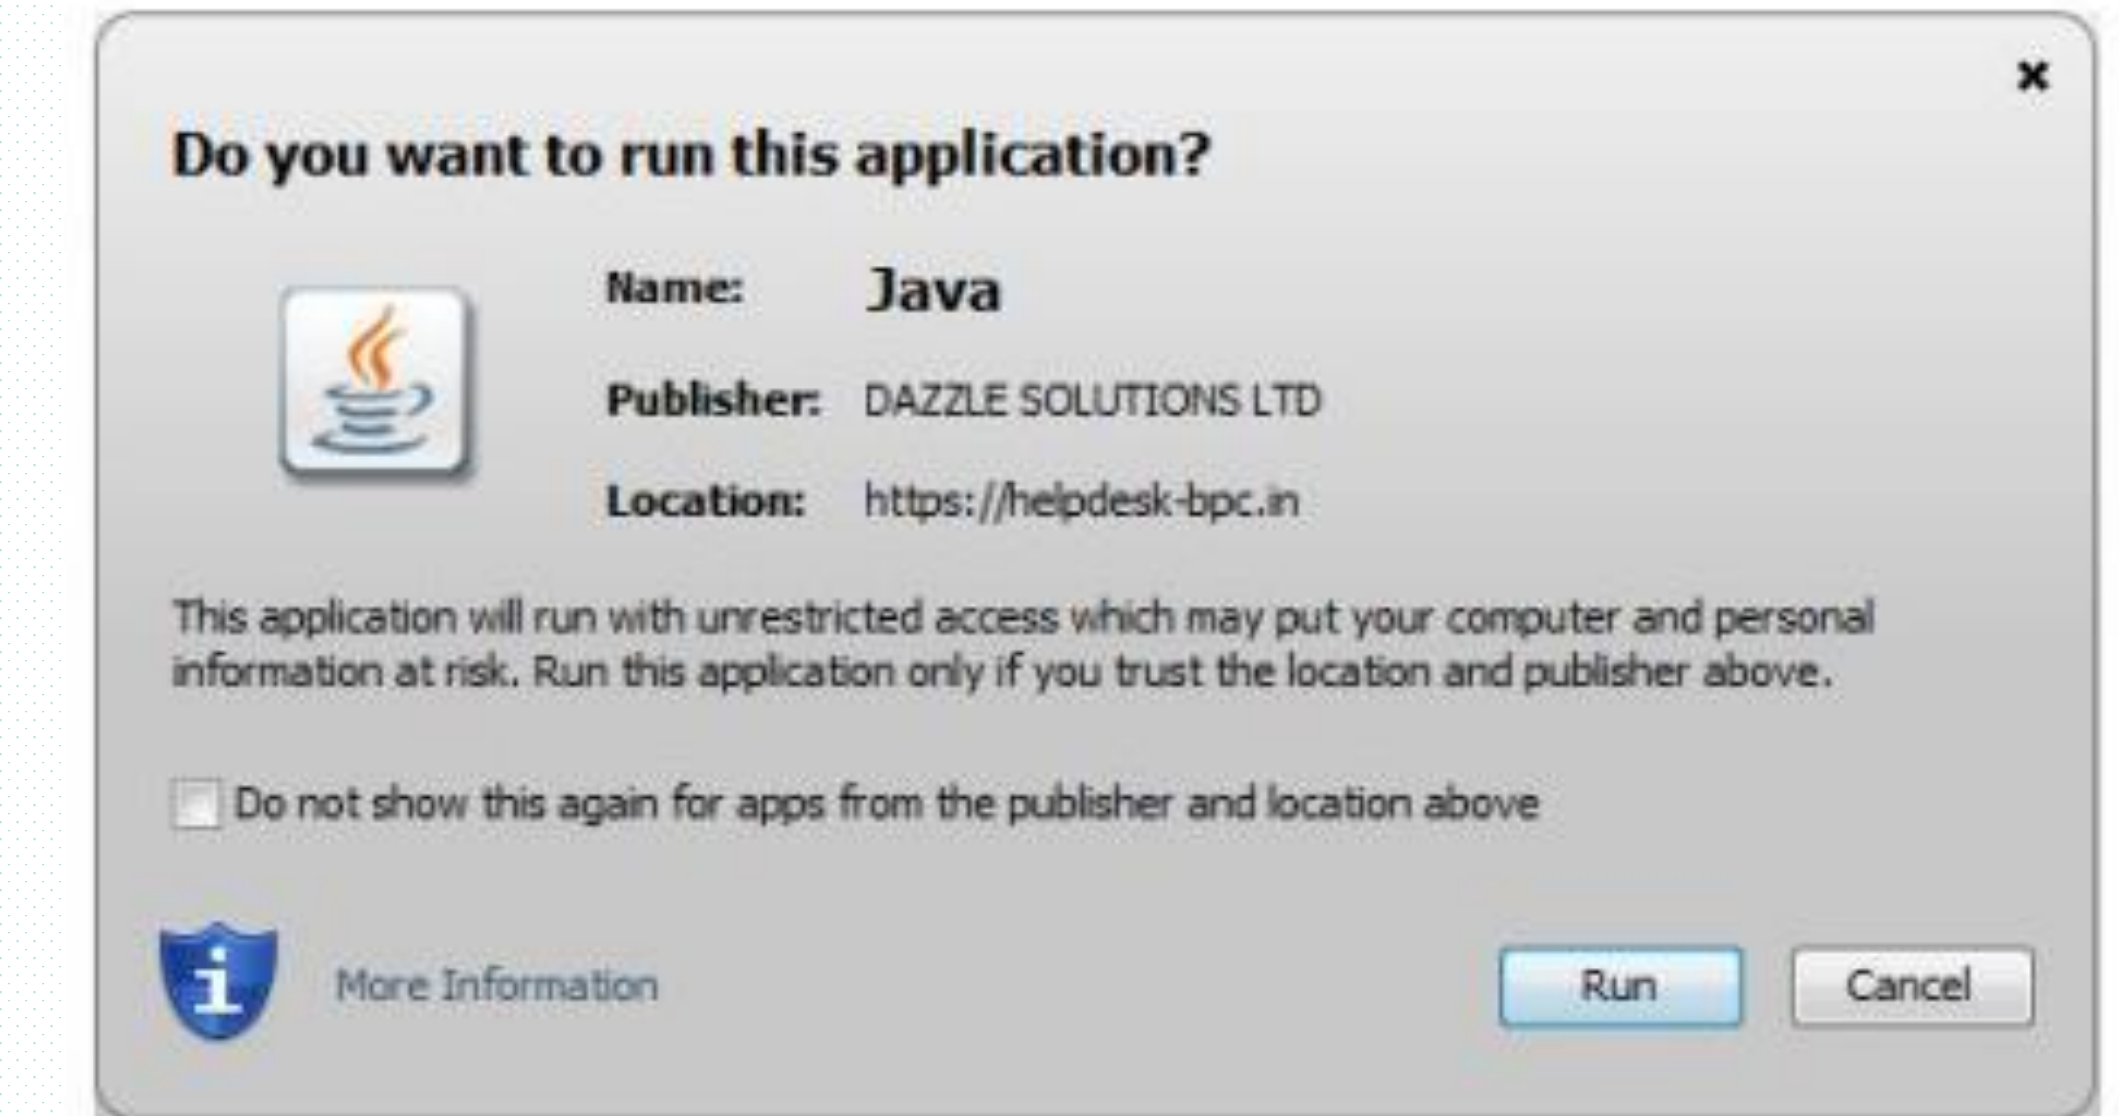 Do you want to run this application?
Name: Java
Publisher: DAZZLE SOLUTIONS LTD
Location: https://helpdesk-bpc.in
This application will run with unrestricted access which may put your computer and personal
information at risk. Run this application only if you trust the location and publisher above.
Do not show this again for apps from the publisher and location above
More Information
Run Cancel